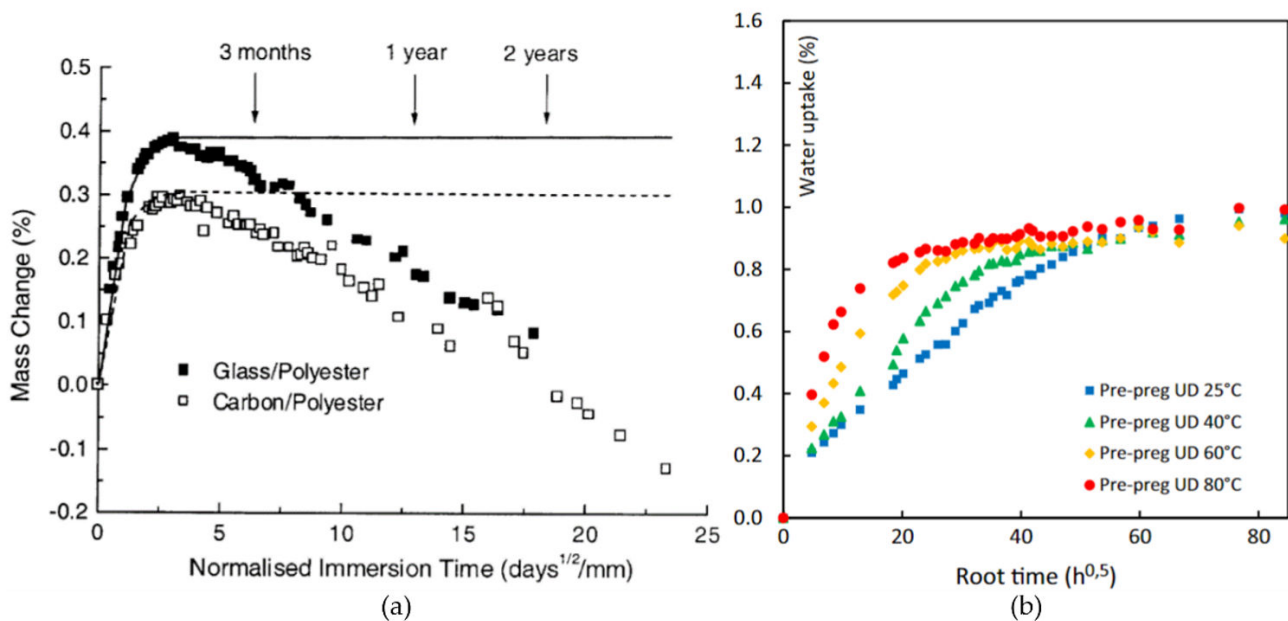 3 months
1 year
2 years
0.5
0.4
0.3
0.2
0.1
0.0
-0.1
-0.2
Mass Change (%)
Glass/Polyester
Carbon/Polyester
0
5
10
15
20
25
Normalised Immersion Time (days1/2/mm)
(a)
1.6
1.4
1.2
1.0
0.8
0.6
0.4
0.2
0.0
Water uptake (%)
Pre-preg UD 25°C
Pre-preg UD 40°C
Pre-preg UD 60°C
Pre-preg UD 80°C
0
20
40
60
80
Root time (h0,5)
(b)